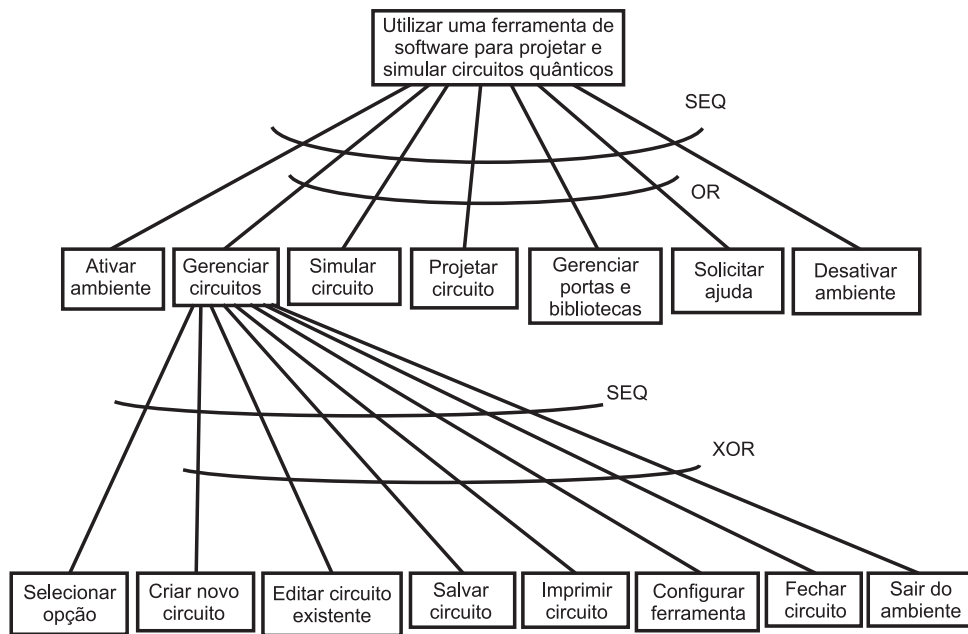 Utilizar uma ferramenta de
software para projetar e
simular circuitos quânticos
SEQ
OR
Ativar
ambiente
Gerenciar
circuitos
Simular
circuito
Projetar
circuito
Gerenciar
portas e
bibliotecas
Solicitar
ajuda
Desativar
ambiente
SEQ
XOR
Selecionar
opção
Criar novo
circuito
Editar circuito
existente
Salvar
circuito
Imprimir
circuito
Configurar
ferramenta
Fechar
circuito
Sair do
ambiente